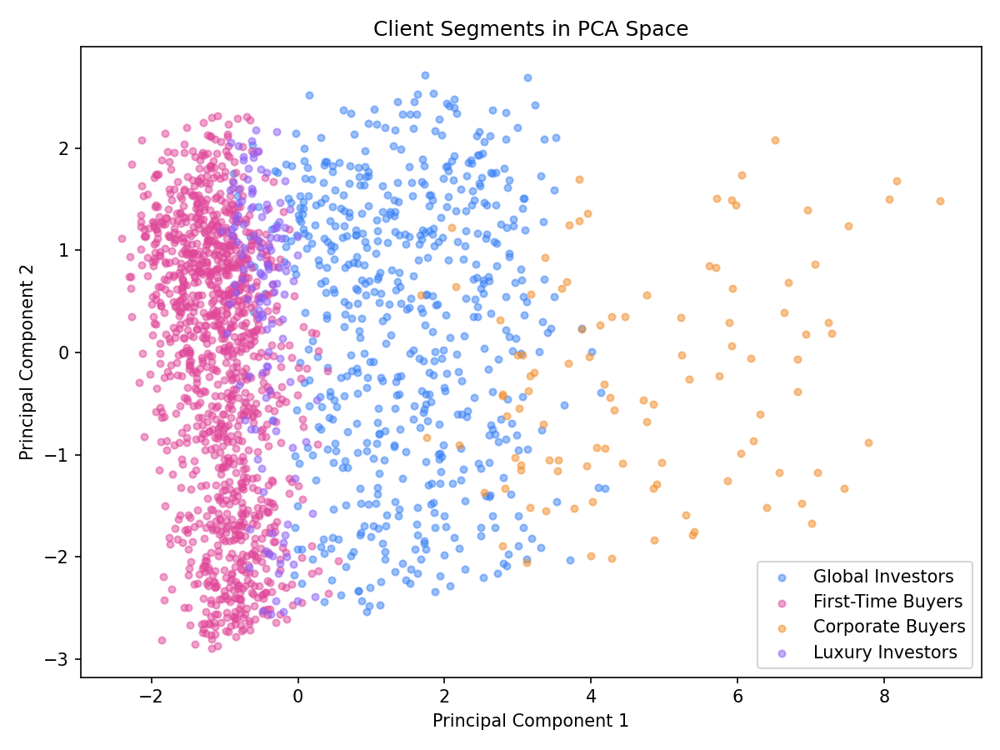 Client Segments in PCA Space
Principal Component 2
2
1
0
−1
−2
−3
−2
0
2
4
6
8
Principal Component 1
Global Investors
First-Time Buyers
Corporate Buyers
Luxury Investors